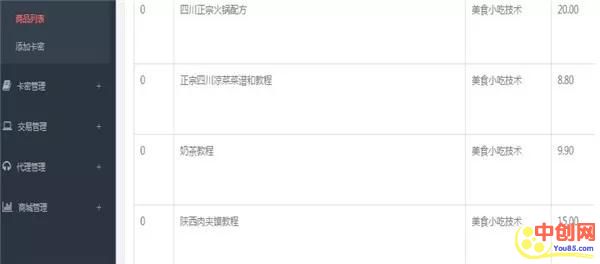 商品列表
添加卡密
卡密管理 +
交易管理 +
代理管理 +
商城管理 +
0 四川正宗火锅配方 美食小吃技术 20.00
0 正宗四川凉菜菜谱和教程 美食小吃技术 8.80
0 奶茶教程 美食小吃技术 9.90
0 陕西肉夹馍教程 美食小吃技术 15.00
中创网
You85.com